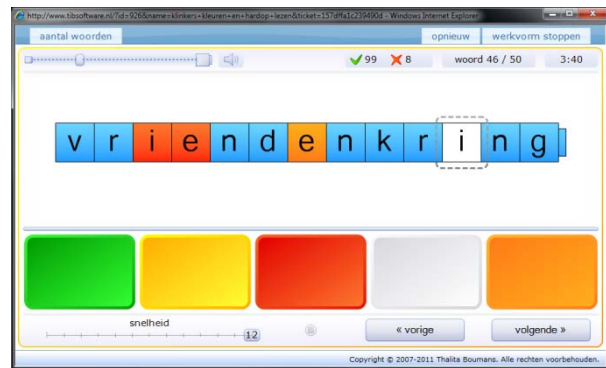 http://www.tibsoftware.nl/?id=926&name=klinkers+kleuren+en+hardop+lezen&ticket=157dffa1c239490d - Windows Internet Explorer
aantal woorden opnieuw werkvorm stoppen
99 8 woord 46 / 50 3:40
vriendenkring
snelheid
12 « vorige volgende »
Copyright © 2007-2011 Thalita Boumans. Alle rechten voorbehouden.